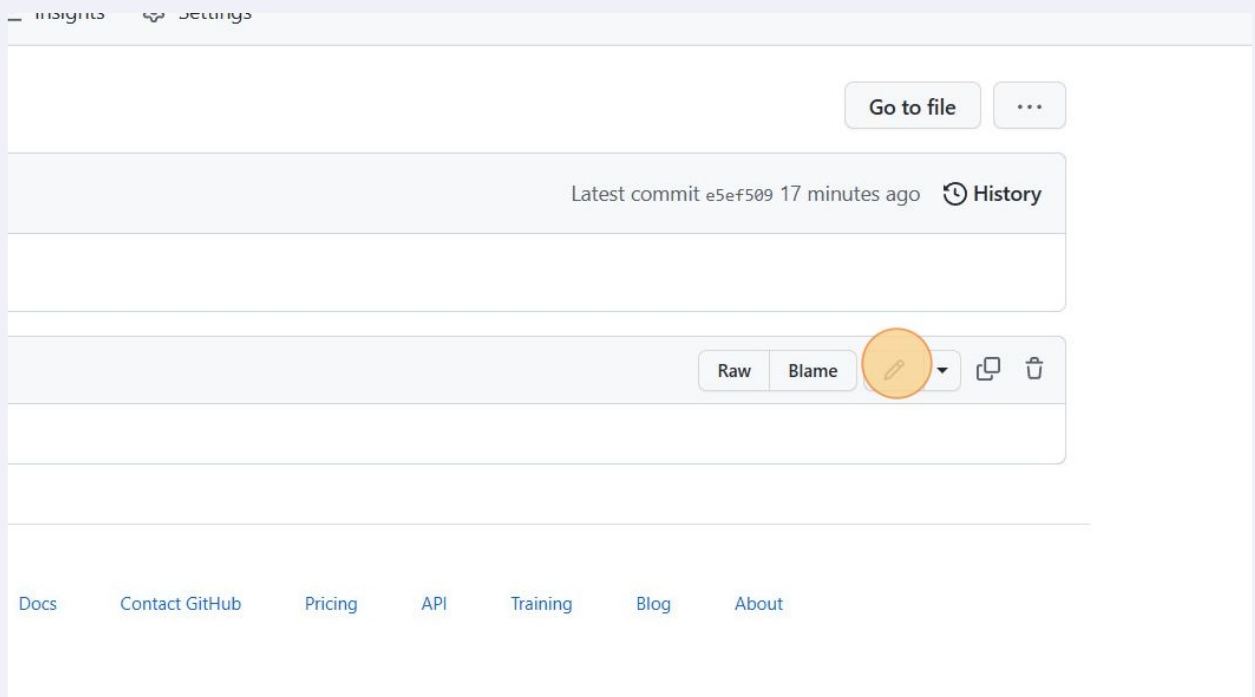 Insights Settings
Go to file ...
Latest commit e5ef509 17 minutes ago History
Raw Blame
Docs Contact GitHub Pricing API Training Blog About